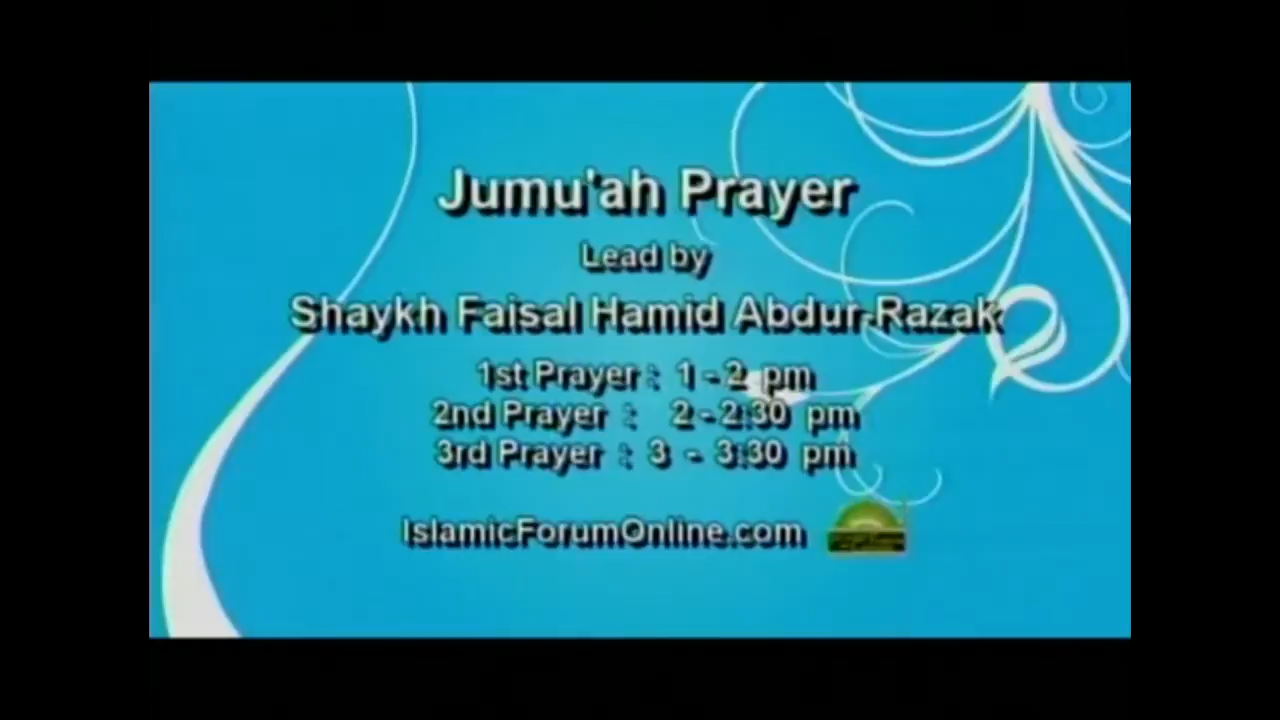 Jumu'ah Prayer
Lead by
Shaykh Faisal Hamid Abdur-Razak
1st Prayer : 1 - 2 pm
2nd Prayer : 2 - 2:30 pm
3rd Prayer : 3 - 3:30 pm
IslamicForumOnline.com